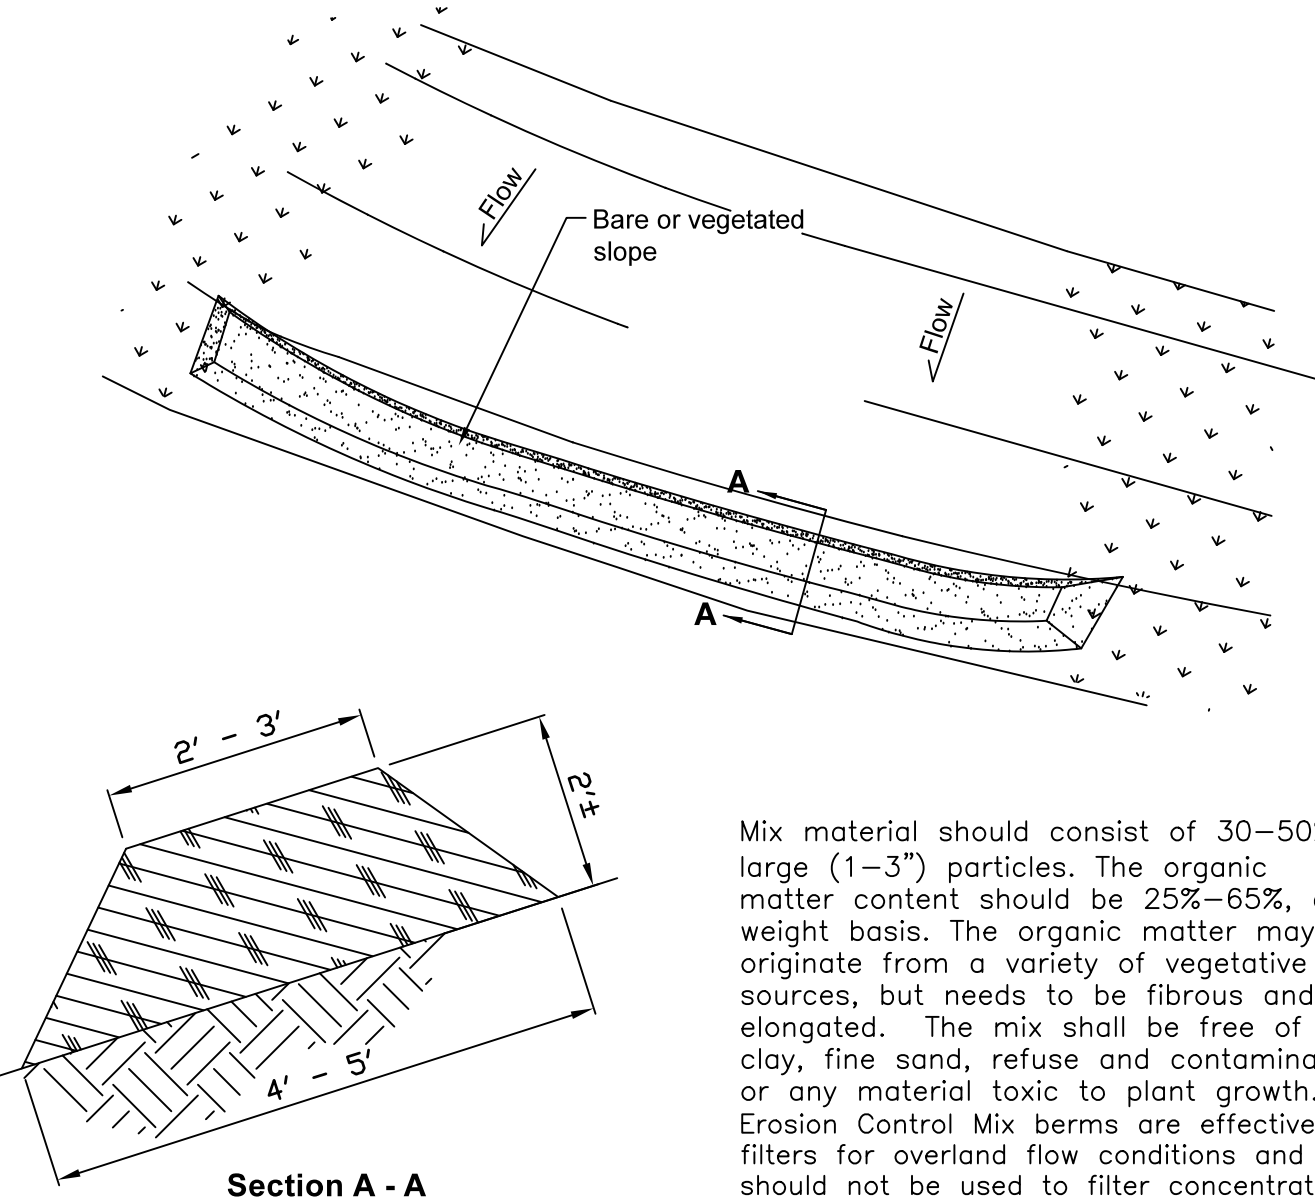 Flow
Bare or vegetated
slope
Flow
A
A
2' - 3'
2'±
4' - 5'
Section A - A
Mix material should consist of
large (1-3”) particles. The organic
matter content should be 25%-65%,
weight basis. The organic matter may
originate from a variety of vegetative
sources, but needs to be fibrous and
elongated. The mix shall be free of
clay, fine sand, refuse and
or any material toxic to plant growth.
Erosion Control Mix berms are effective
filters for overland flow conditions and
should not be used to filter